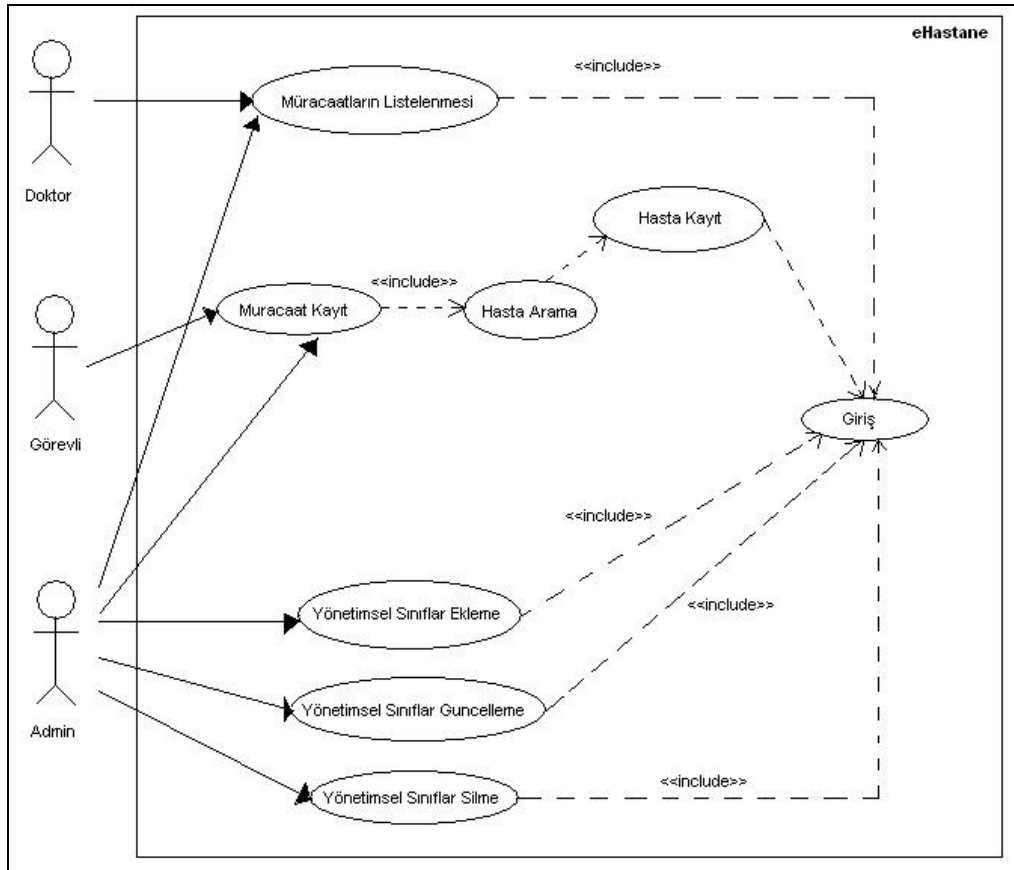 eHastane
<<include>>
Müracaatların Listelenmesi
Doktor
Hasta Kayıt
<<include>>
Muracaat Kayıt
Hasta Arama
Giriş
Görevli
<<include>>
Yönetimsel Sınıflar Ekleme
<<include>>
Yönetimsel Sınıflar Guncelleme
Admin
<<include>>
Yönetimsel Sınıflar Silme